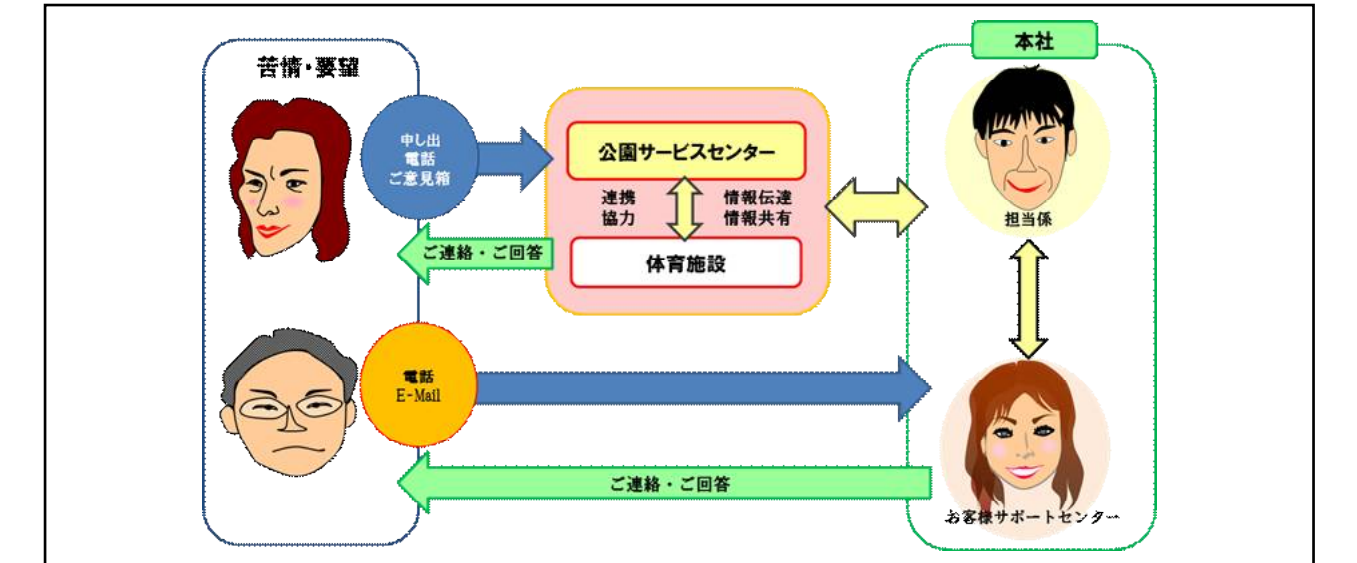 苦情・要望
申し出
電話
ご意見箱
公園サービスセンター
連携
協力
情報伝達
情報共有
体育施設
ご連絡・ご回答
本社
担当係
電話
E-Mail
ご連絡・ご回答
お客様サポートセンター